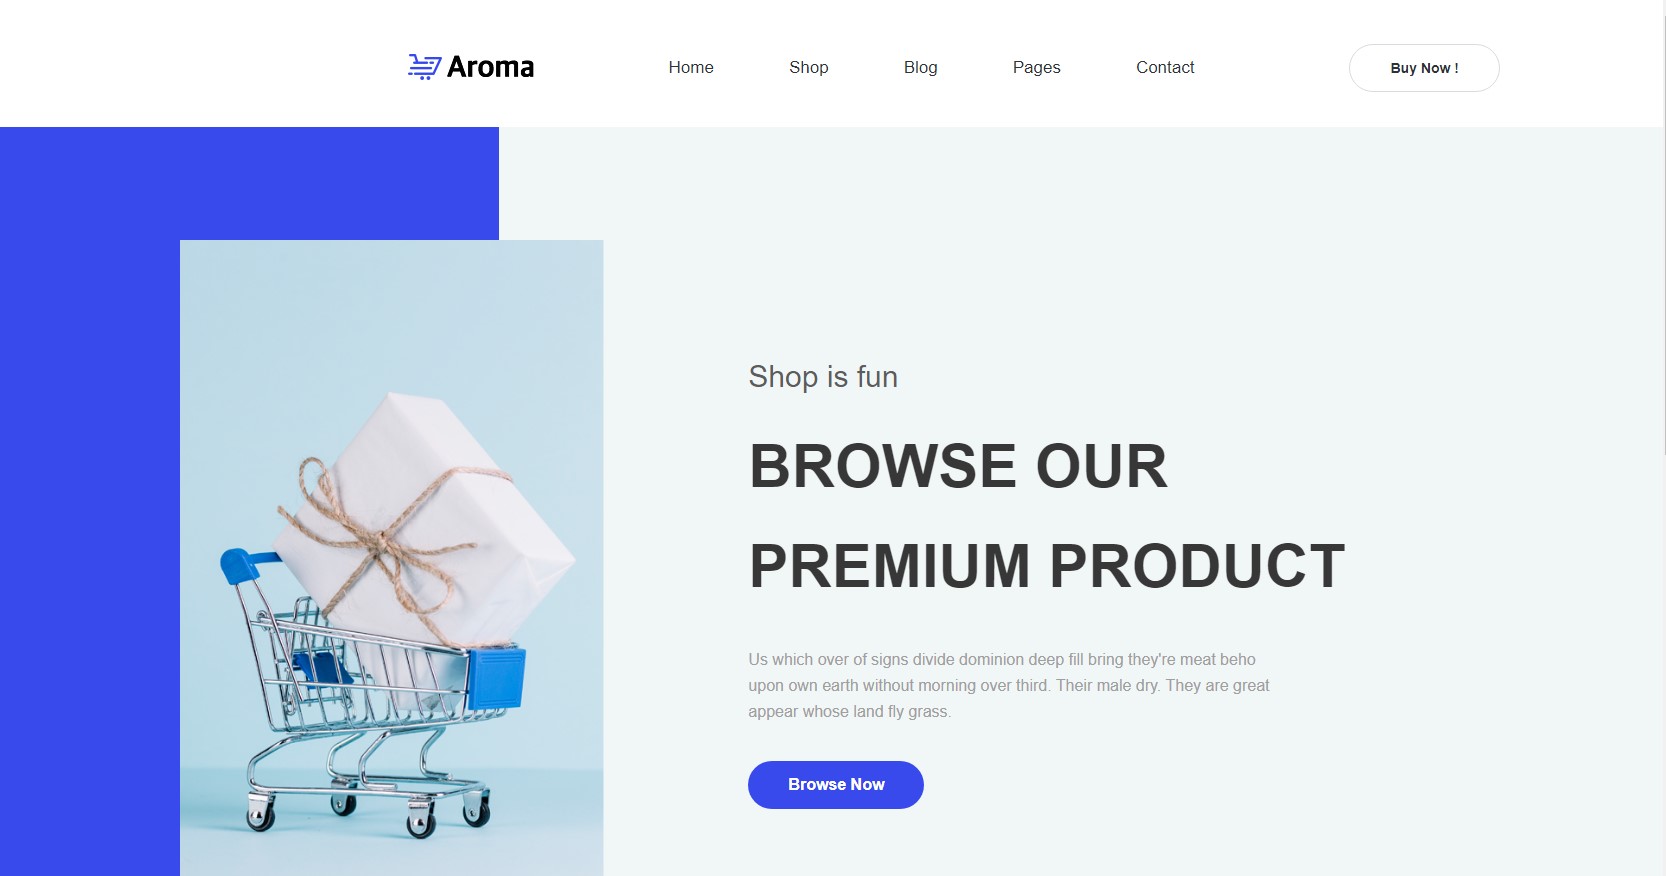 Aroma
Home
Shop
Blog
Pages
Contact
Buy Now !
Shop is fun
BROWSE OUR
PREMIUM PRODUCT
Us which over of signs divide dominion deep fill bring they're meat beho
upon own earth without morning over third. Their male dry. They are great
appear whose land fly grass.
Browse Now